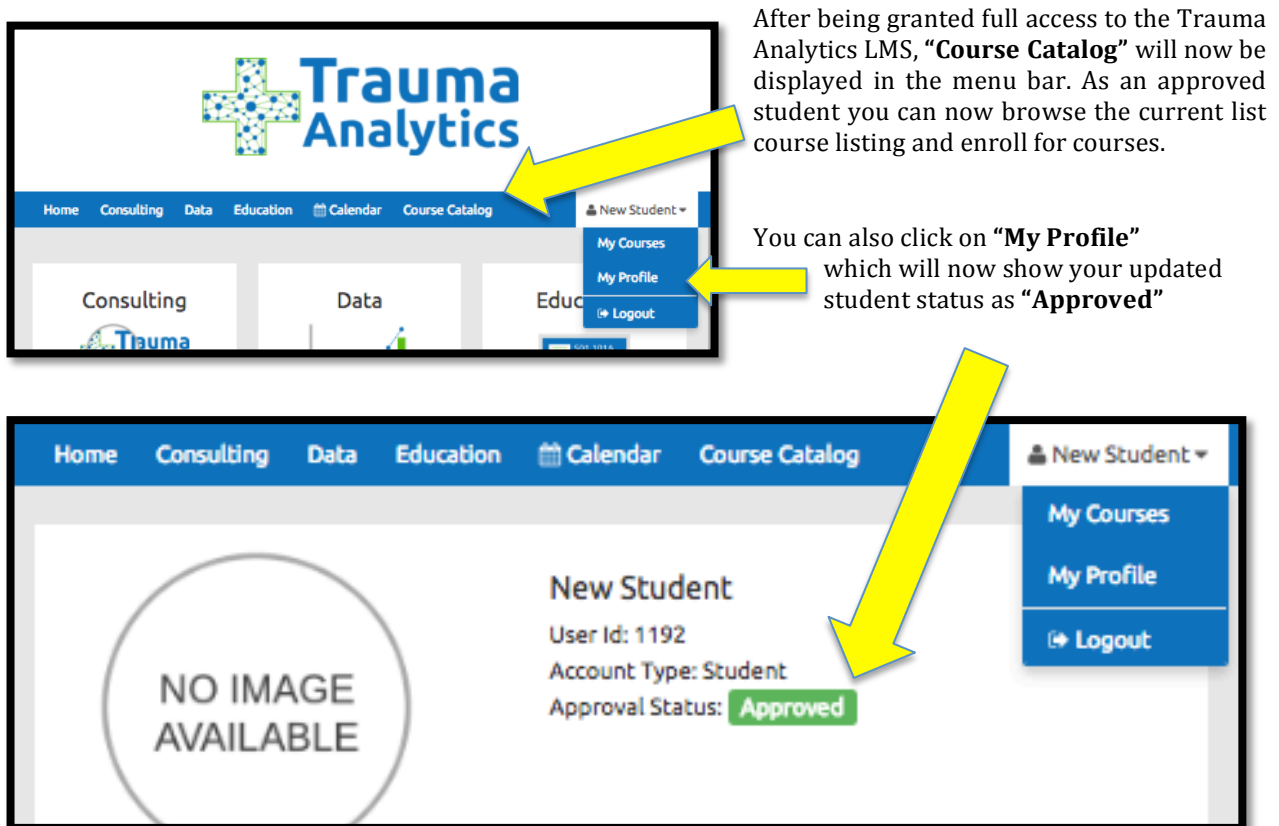 After being granted full access to the Trauma
Analytics LMS, “Course Catalog” will now be
displayed in the menu bar. As an approved
student you can now browse the current list
course listing and enroll for courses.
Trauma
Analytics
Home Consulting Data Education Calendar Course Catalog New Student
My Courses
My Profile
Logout
Consulting Data Educ
Trauma
You can also click on “My Profile”
which will now show your updated
student status as “Approved”
Home Consulting Data Education Calendar Course Catalog New Student
My Courses
My Profile
Logout
New Student
User Id: 1192
Account Type: Student
Approval Status: Approved
NO IMAGE
AVAILABLE